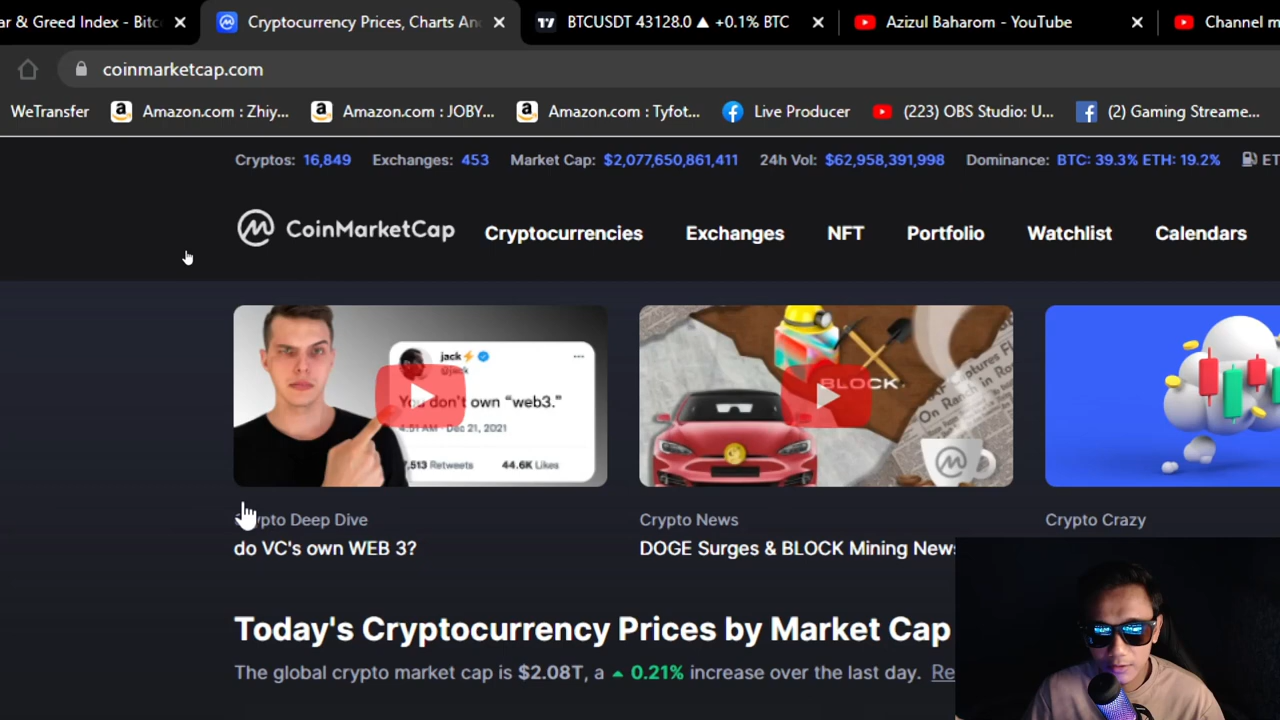 ar & Greed Index - Bitc
Cryptocurrency Prices, Charts An
BTCUSDT 43128.0 ▲ +0.1% BTC
Azizul Baharom - YouTube
Channel m
coinmarketcap.com
WeTransfer
Amazon.com : Zhiy...
Amazon.com : JOBY...
Amazon.com : Tyfot...
Live Producer
(223) OBS Studio: U...
(2) Gaming Streame...
Cryptos: 16,849 Exchanges: 453 Market Cap: $2,077,650,861,411 24h Vol: $62,958,391,998 Dominance: BTC: 39.3% ETH: 19.2% ET
CoinMarketCap
Cryptocurrencies Exchanges NFT Portfolio Watchlist Calendars
jack⚡
@jack
You don't own “web3.”
4:51 AM · Dec 21, 2021
,513 Retweets 44.6K Likes
BLOCK
Crypto Deep Dive
do VC's own WEB 3?
Crypto News
DOGE Surges & BLOCK Mining News
Crypto Crazy
Today's Cryptocurrency Prices by Market Cap
The global crypto market cap is $2.08T, a ▲ 0.21% increase over the last day. Re